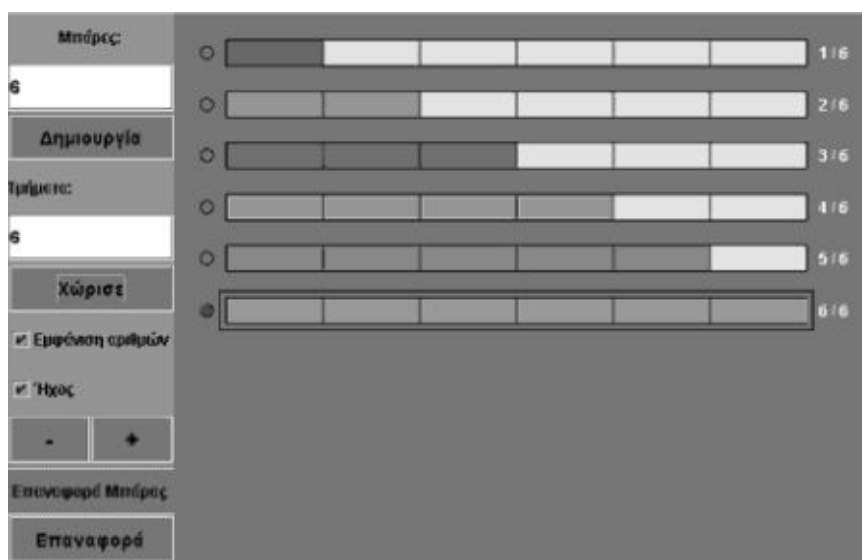 Μπάρες:
6
Δημιουργία
Τμήματα:
6
Χώρισε
Εμφάνιση αριθμών
Ήχος
- +
Επαναφορά Μπάρας
Επαναφορά
1/6
2/6
3/6
4/6
5/6
6/6